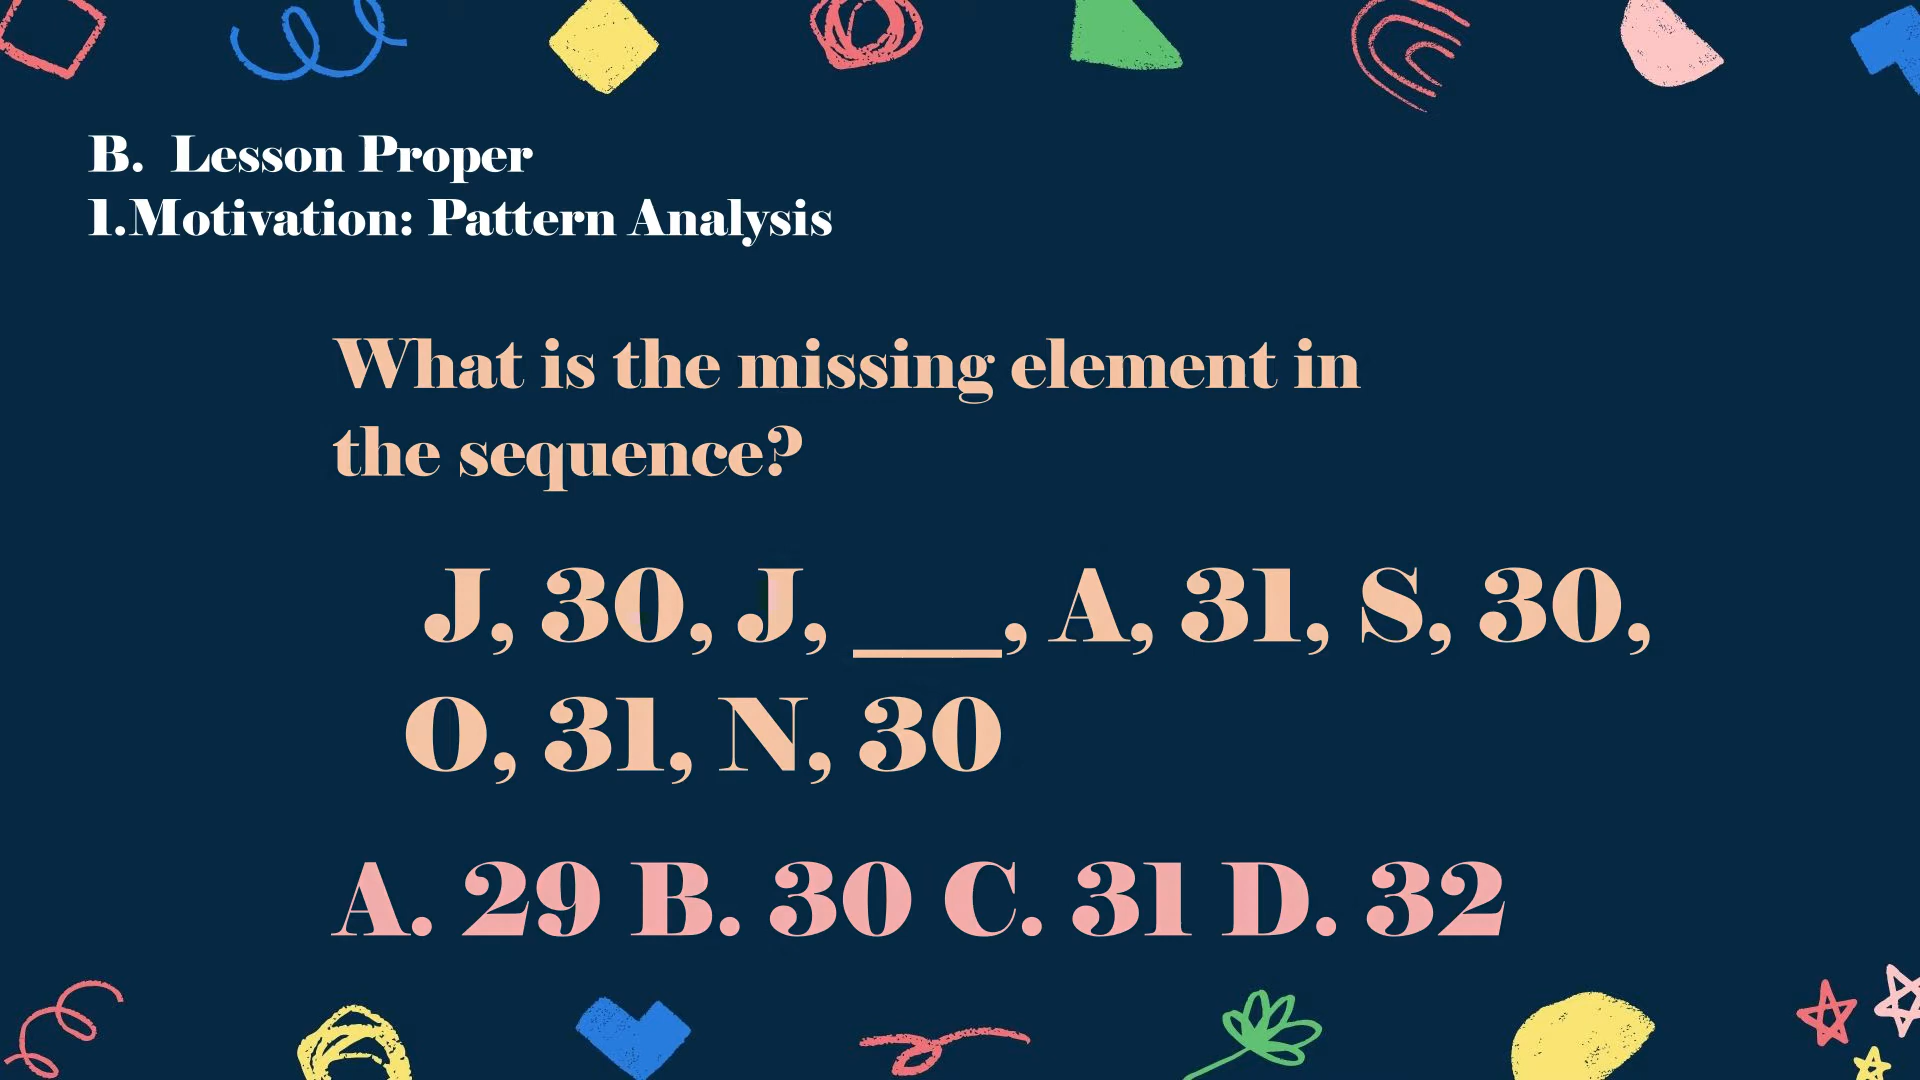 B. Lesson Proper
1.Motivation: Pattern Analysis
What is the missing element in
the sequence?
J, 30, J, ___, A, 31, S, 30,
O, 31, N, 30
A. 29 B. 30 C. 31 D. 32